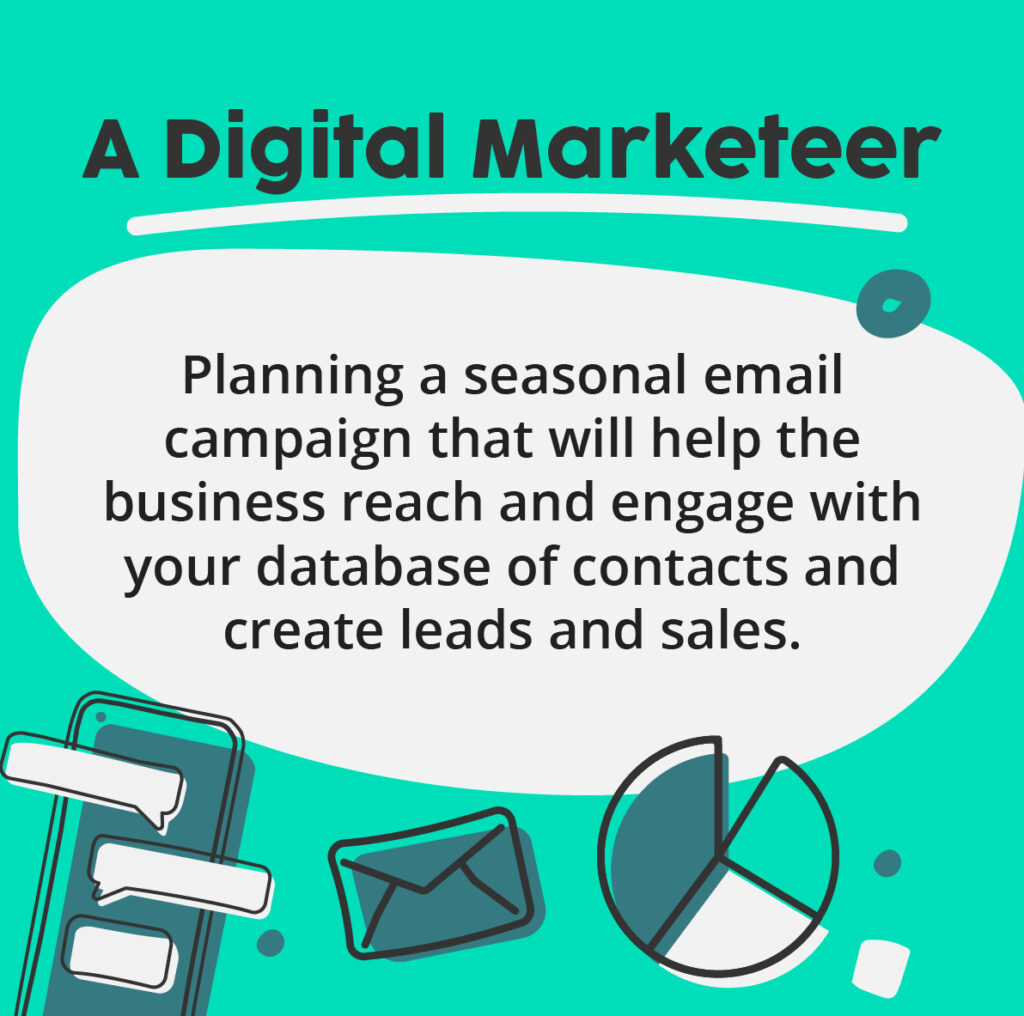 A Digital Marketeer
Planning a seasonal email
campaign that will help the
business reach and engage with
your database of contacts and
create leads and sales.